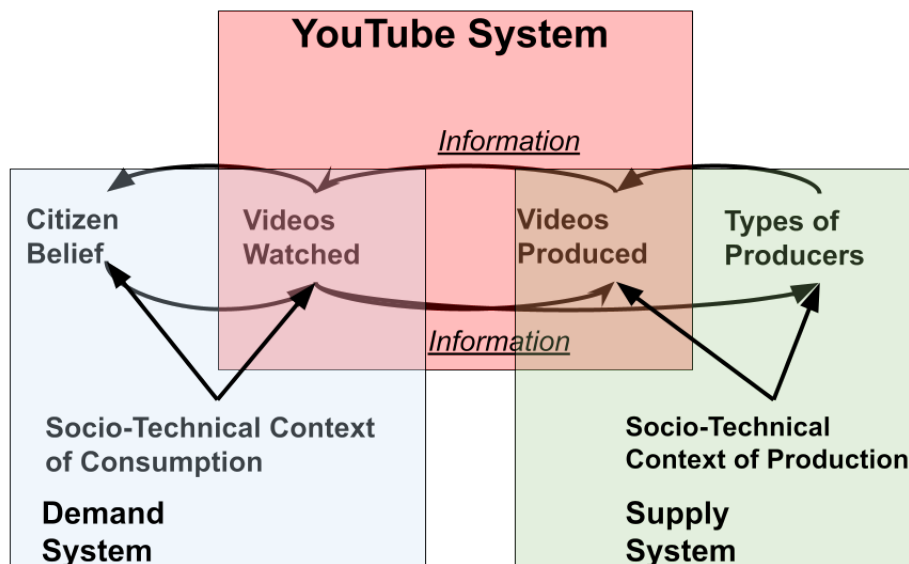 YouTube System
Information
Citizen
Belief
Videos
Watched
Videos
Produced
Types of
Producers
Information
Socio-Technical Context
of Consumption
Socio-Technical
Context of Production
Demand
System
Supply
System